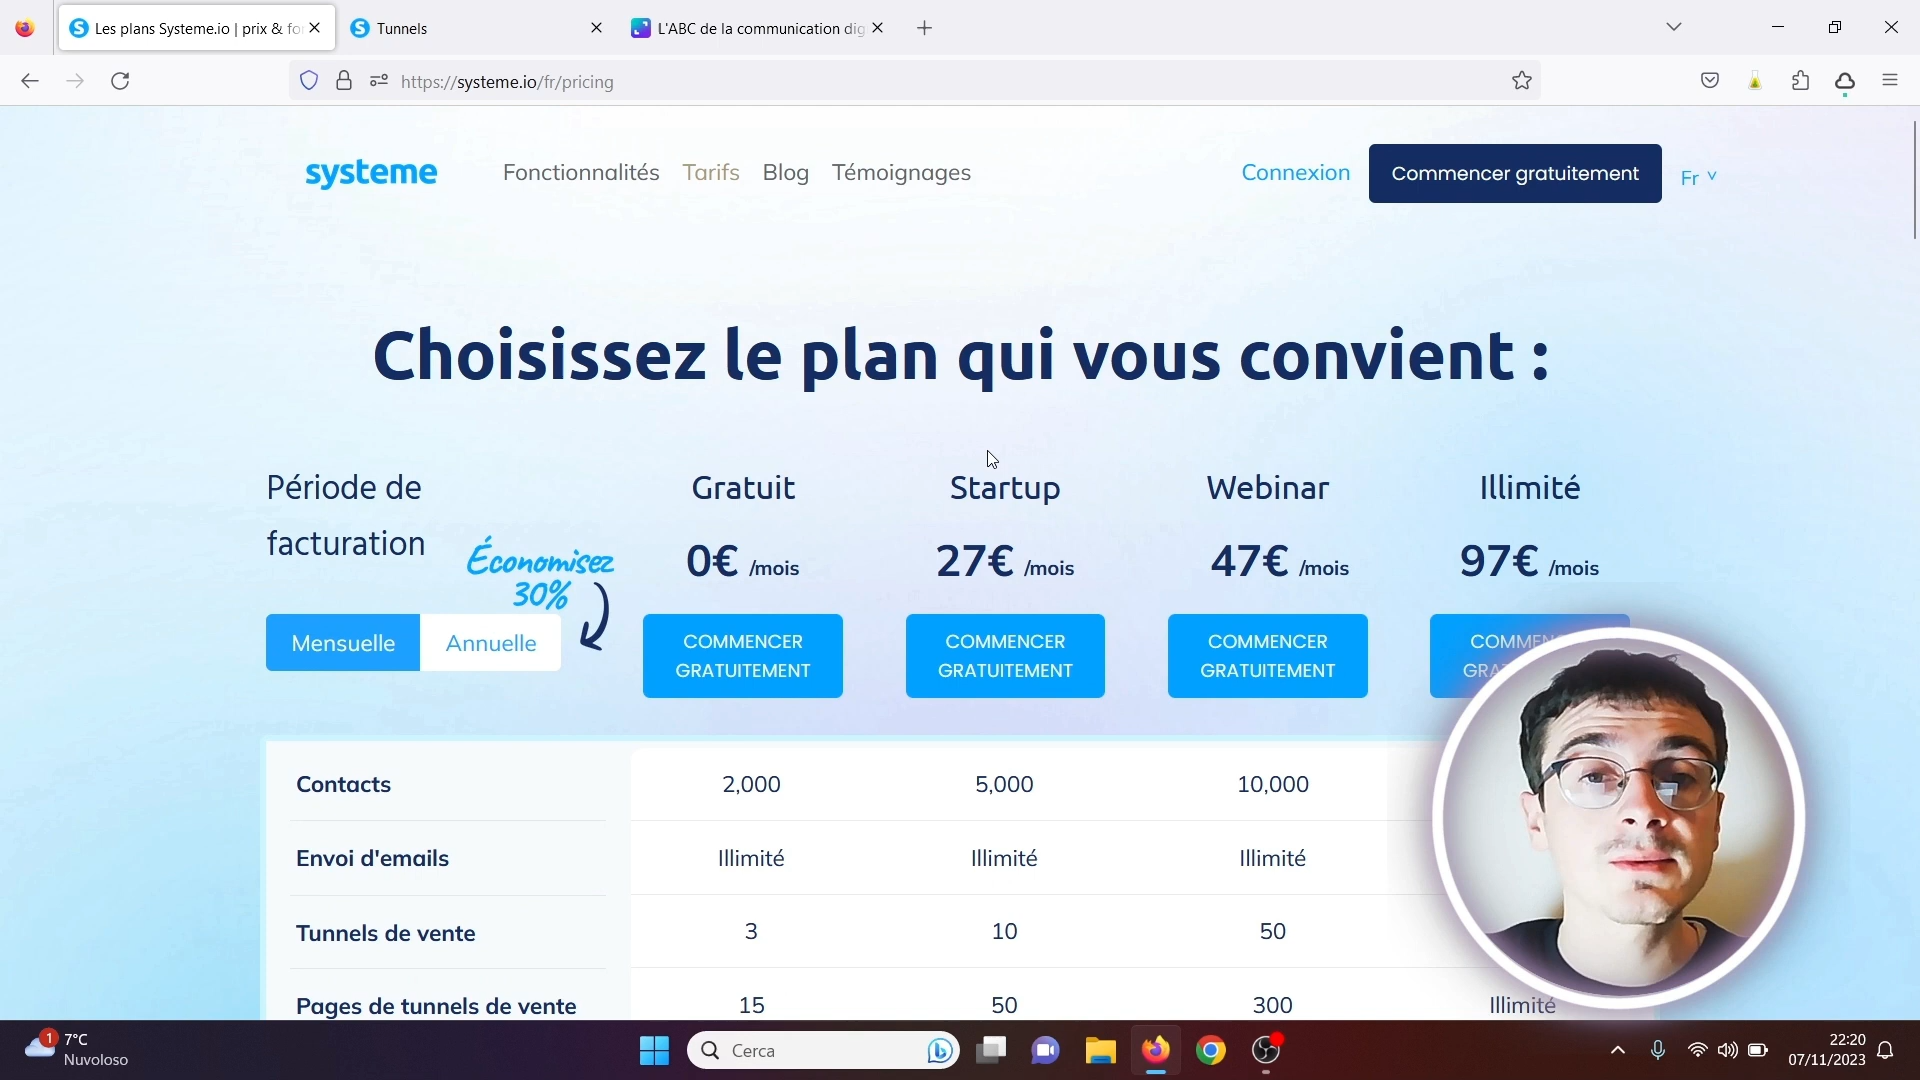 Les plans Systeme.io | prix & fo
Tunnels
L'ABC de la communication dig
https://systeme.io/fr/pricing
systeme
Fonctionnalités
Tarifs
Blog
Témoignages
Connexion
Commencer gratuitement
Fr
Choisissez le plan qui vous convient :
Période de
facturation
Économisez
30%
Mensuelle
Annuelle
Gratuit
Startup
Webinar
Illimité
0€ /mois
27€ /mois
47€ /mois
97€ /mois
COMMENCER
GRATUITEMENT
COMMENCER
GRATUITEMENT
COMMENCER
GRATUITEMENT
Contacts
2,000
5,000
10,000
Envoi d'emails
Illimité
Illimité
Illimité
Tunnels de vente
3
10
50
Pages de tunnels de vente
15
50
300
Illimité
1
7°C
Nuvoloso
Cerca
22:20
07/11/2023